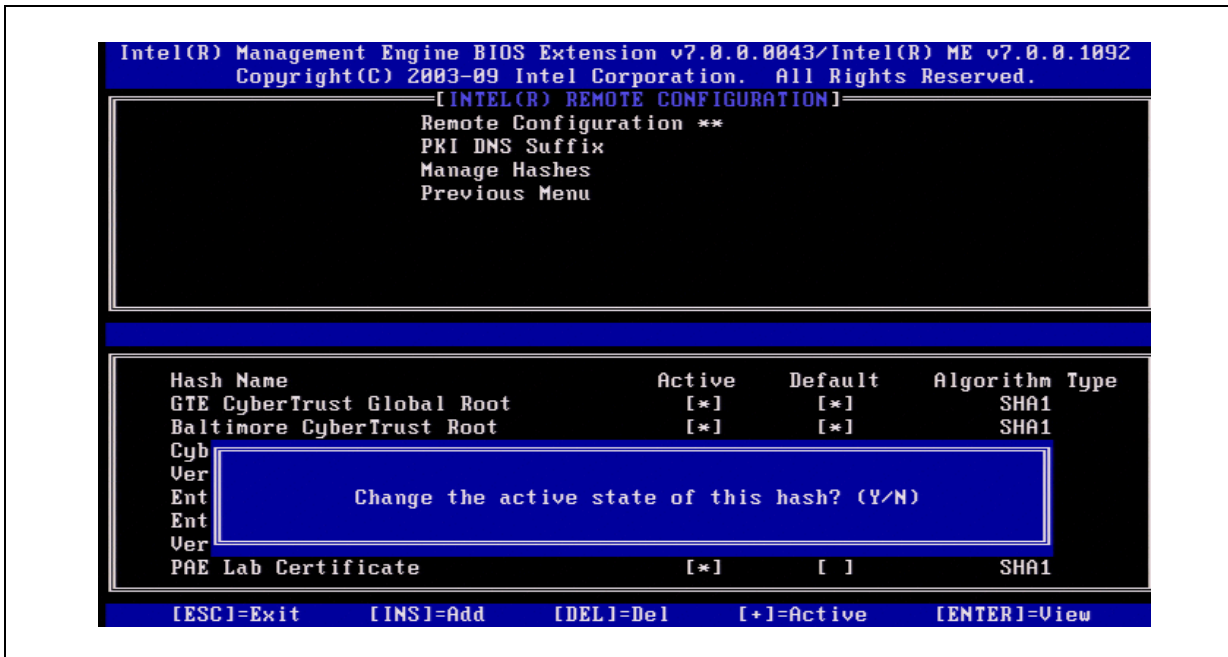 Intel(R) Management Engine BIOS Extension v7.0.0.0043/Intel(R) ME v7.0.0.1092
Copyright(C) 2003-09 Intel Corporation. All Rights Reserved.
[INTEL(R) REMOTE CONFIGURATION]
Remote Configuration **
PKI DNS Suffix
Manage Hashes
Previous Menu
Hash Name Active Default Algorithm Type
GTE CyberTrust Global Root [*] [*] SHA1
Baltimore CyberTrust Root [*] [*] SHA1
Cyb
Ver
Ent
Change the active state of this hash? (Y/N)
Ent
Ver
PAE Lab Certificate [*] [ ] SHA1
[ESC]=Exit [INS]=Add [DEL]=Del [+]=Active [ENTER]=View